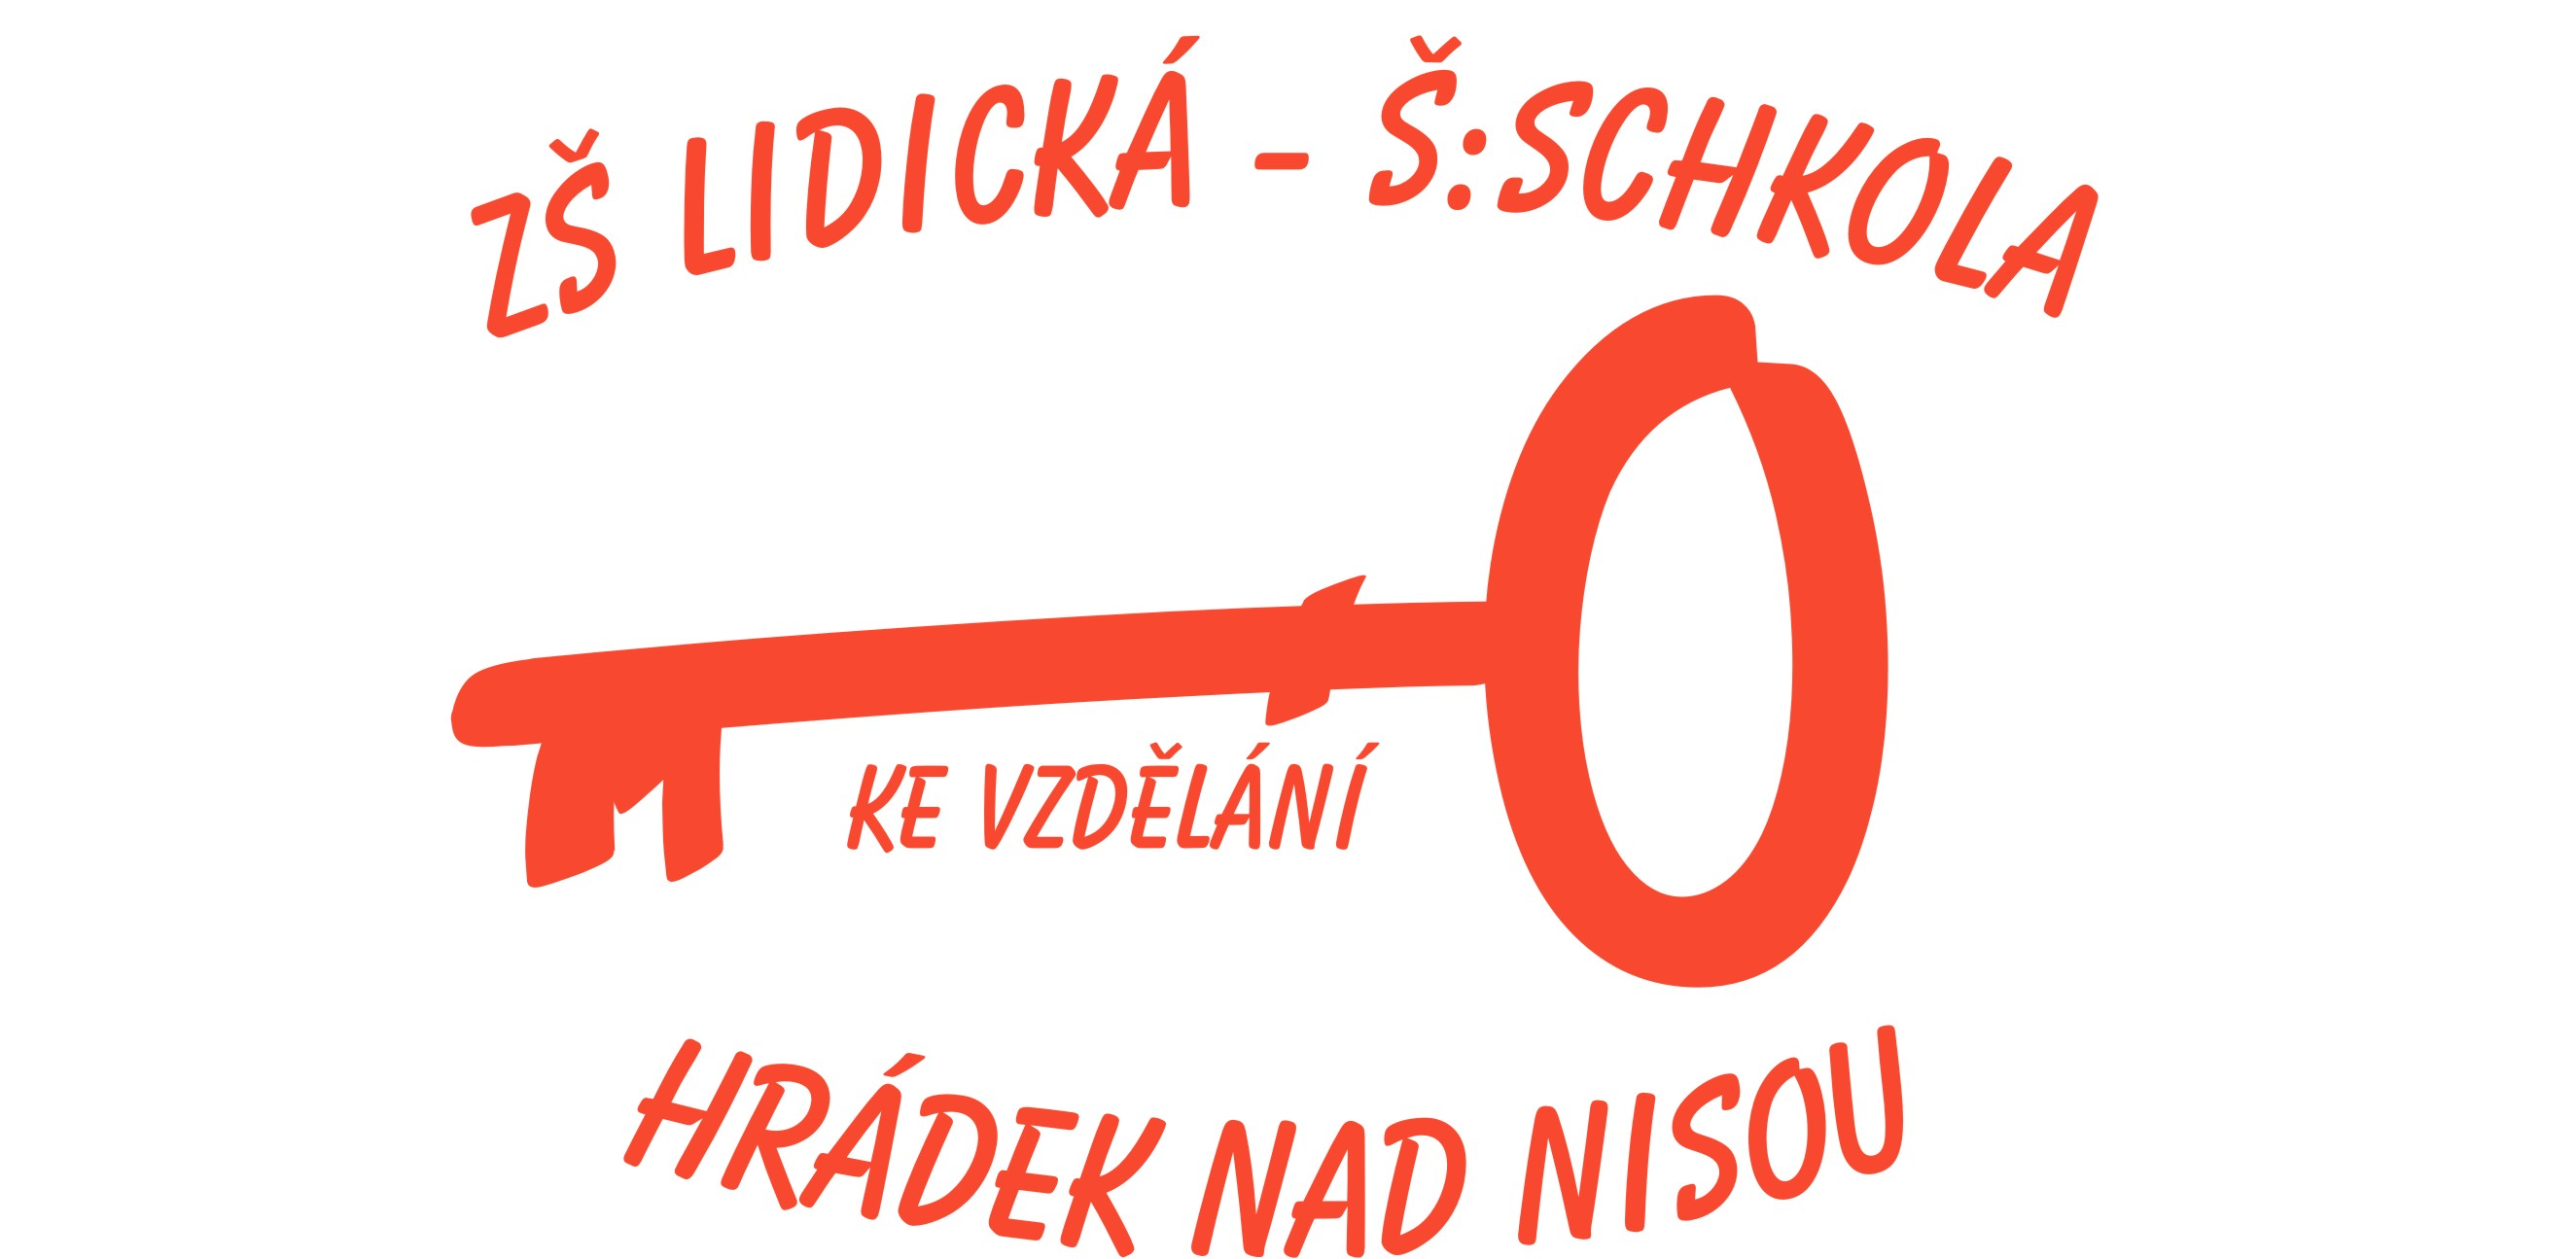 ZŠ LIDICKÁ - Š:SCHKOLA
KE VZDĚLÁNÍ
HRÁDEK NAD NISOU